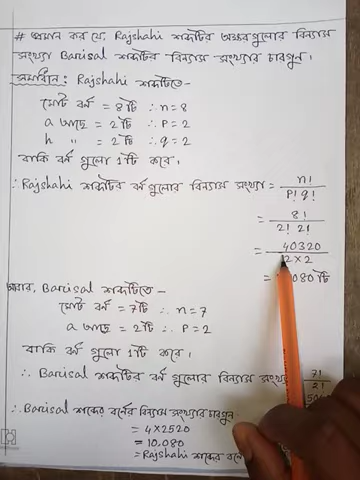 # প্রমান কর যে, Rajshahi শব্দটির অক্ষরগুলোর বিন্যাস
সংখ্যা Barisal শব্দটির বিন্যাস সংখ্যার চারগুন।
সমাধান: Rajshahi শব্দটিতে-
মোট বর্ণ = 8টি ∴ n = 8
a আছে = 2টি ∴ P = 2
h " = 2টি ∴ q = 2
বাকি বর্ণ গুলো 1টি করে।
∴ Rajshahi শব্দটির বর্ণ গুলোর বিন্যাস সংখ্যা = n! / P! q!
= 8! / 2! 2!
= 40320 / 2 × 2
= 080 টি
আবার, Barisal শব্দটিতে -
মোট বর্ণ = 7টি ∴ n = 7
a আছে = 2টি ∴ P = 2
বাকি বর্ণ গুলো 1টি করে।
∴ Barisal শব্দটির বর্ণ গুলোর বিন্যাস 7! / 2!
∴ Barisal শব্দের বর্ণের বিন্যাস সংখ্যার চারগুন
= 4 × 2520
= 10,080
= Rajshahi শব্দের